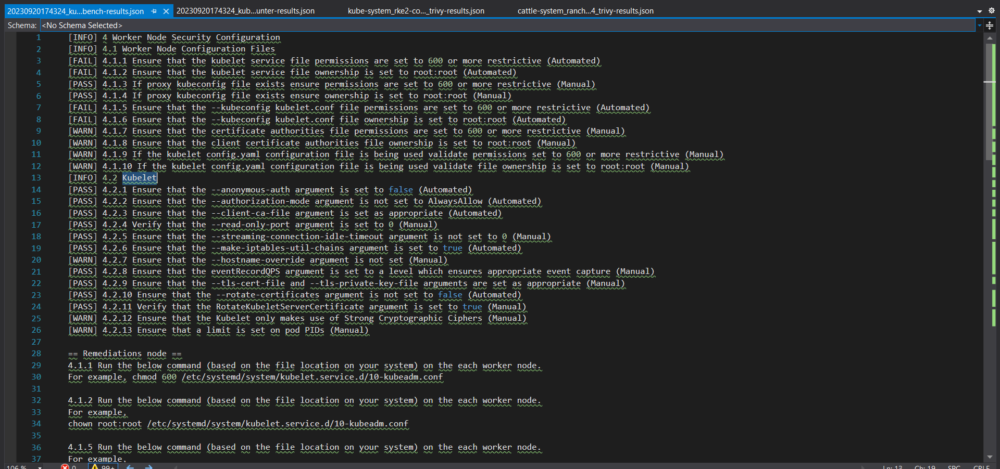 20230920174324_ku...bench-results.json
20230920174324_kub...unter-results.json
kube-system_rke2-co..._trivy-results.json
cattle-system_ranch...4_trivy-results.json
Schema: <No Schema Selected>
1 [INFO] 4 Worker Node Security Configuration
2 [INFO] 4.1 Worker Node Configuration Files
3 [FAIL] 4.1.1 Ensure that the kubelet service file permissions are set to 600 or more restrictive (Automated)
4 [FAIL] 4.1.2 Ensure that the kubelet service file ownership is set to root:root (Automated)
5 [PASS] 4.1.3 If proxy kubeconfig file exists ensure permissions are set to 600 or more restrictive (Manual)
6 [PASS] 4.1.4 If proxy kubeconfig file exists ensure ownership is set to root:root (Manual)
7 [FAIL] 4.1.5 Ensure that the --kubeconfig kubelet.conf file permissions are set to 600 or more restrictive (Automated)
8 [FAIL] 4.1.6 Ensure that the --kubeconfig kubelet.conf file ownership is set to root:root (Automated)
9 [WARN] 4.1.7 Ensure that the certificate authorities file permissions are set to 600 or more restrictive (Manual)
10 [WARN] 4.1.8 Ensure that the client certificate authorities file ownership is set to root:root (Manual)
11 [WARN] 4.1.9 If the kubelet config.yaml configuration file is being used validate permissions set to 600 or more restrictive (Manual)
12 [WARN] 4.1.10 If the kubelet config.yaml configuration file is being used validate file ownership is set to root:root (Manual)
13 [INFO] 4.2 Kubelet
14 [PASS] 4.2.1 Ensure that the --anonymous-auth argument is set to false (Automated)
15 [PASS] 4.2.2 Ensure that the --authorization-mode argument is not set to AlwaysAllow (Automated)
16 [PASS] 4.2.3 Ensure that the --client-ca-file argument is set as appropriate (Automated)
17 [PASS] 4.2.4 Verify that the --read-only-port argument is set to 0 (Manual)
18 [PASS] 4.2.5 Ensure that the --streaming-connection-idle-timeout argument is not set to 0 (Manual)
19 [PASS] 4.2.6 Ensure that the --make-iptables-util-chains argument is set to true (Automated)
20 [WARN] 4.2.7 Ensure that the --hostname-override argument is not set (Manual)
21 [PASS] 4.2.8 Ensure that the eventRecordQPS argument is set to a level which ensures appropriate event capture (Manual)
22 [PASS] 4.2.9 Ensure that the --tls-cert-file and --tls-private-key-file arguments are set as appropriate (Manual)
23 [PASS] 4.2.10 Ensure that the --rotate-certificates argument is not set to false (Automated)
24 [PASS] 4.2.11 Verify that the RotateKubeletServerCertificate argument is set to true (Manual)
25 [WARN] 4.2.12 Ensure that the Kubelet only makes use of Strong Cryptographic Ciphers (Manual)
26 [WARN] 4.2.13 Ensure that a limit is set on pod PIDs (Manual)
27
28 == Remediations node ==
29 4.1.1 Run the below command (based on the file location on your system) on the each worker node.
30 For example, chmod 600 /etc/systemd/system/kubelet.service.d/10-kubeadm.conf
31
32 4.1.2 Run the below command (based on the file location on your system) on the each worker node.
33 For example,
34 chown root:root /etc/systemd/system/kubelet.service.d/10-kubeadm.conf
35
36 4.1.5 Run the below command (based on the file location on your system) on the each worker node.
37 For example,
106 % 0 99+ Ln: 13 Ch: 19 SPC CRLF